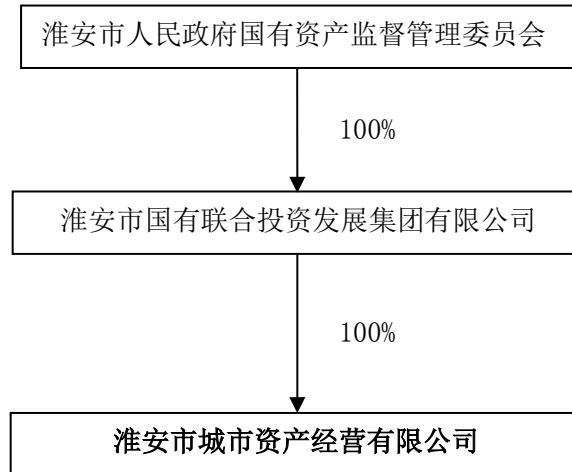 淮安市人民政府国有资产监督管理委员会
100%
淮安市国有联合投资发展集团有限公司
100%
淮安市城市资产经营有限公司